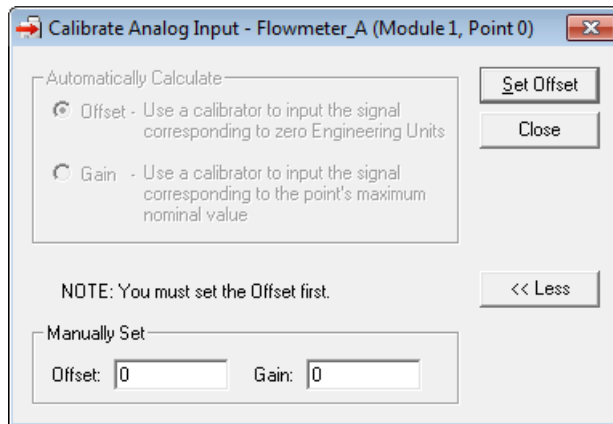 Calibrate Analog Input - Flowmeter_A (Module 1, Point 0)
Automatically Calculate
Offset - Use a calibrator to input the signal
corresponding to zero Engineering Units
Gain - Use a calibrator to input the signal
corresponding to the point's maximum
nominal value
Set Offset
Close
NOTE: You must set the Offset first.
<< Less
Manually Set
Offset: 0 Gain: 0